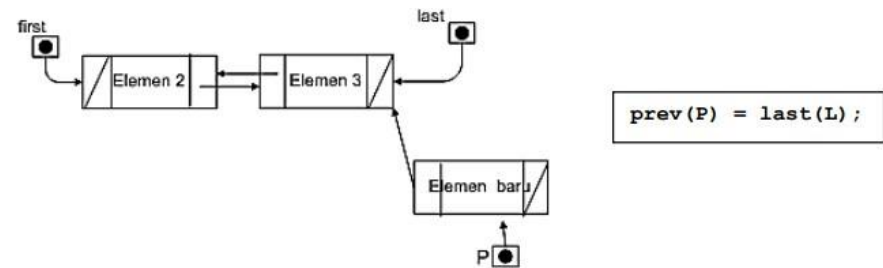 first
last
Elemen 2
Elemen 3
prev(P) = last(L);
Elemen baru
P